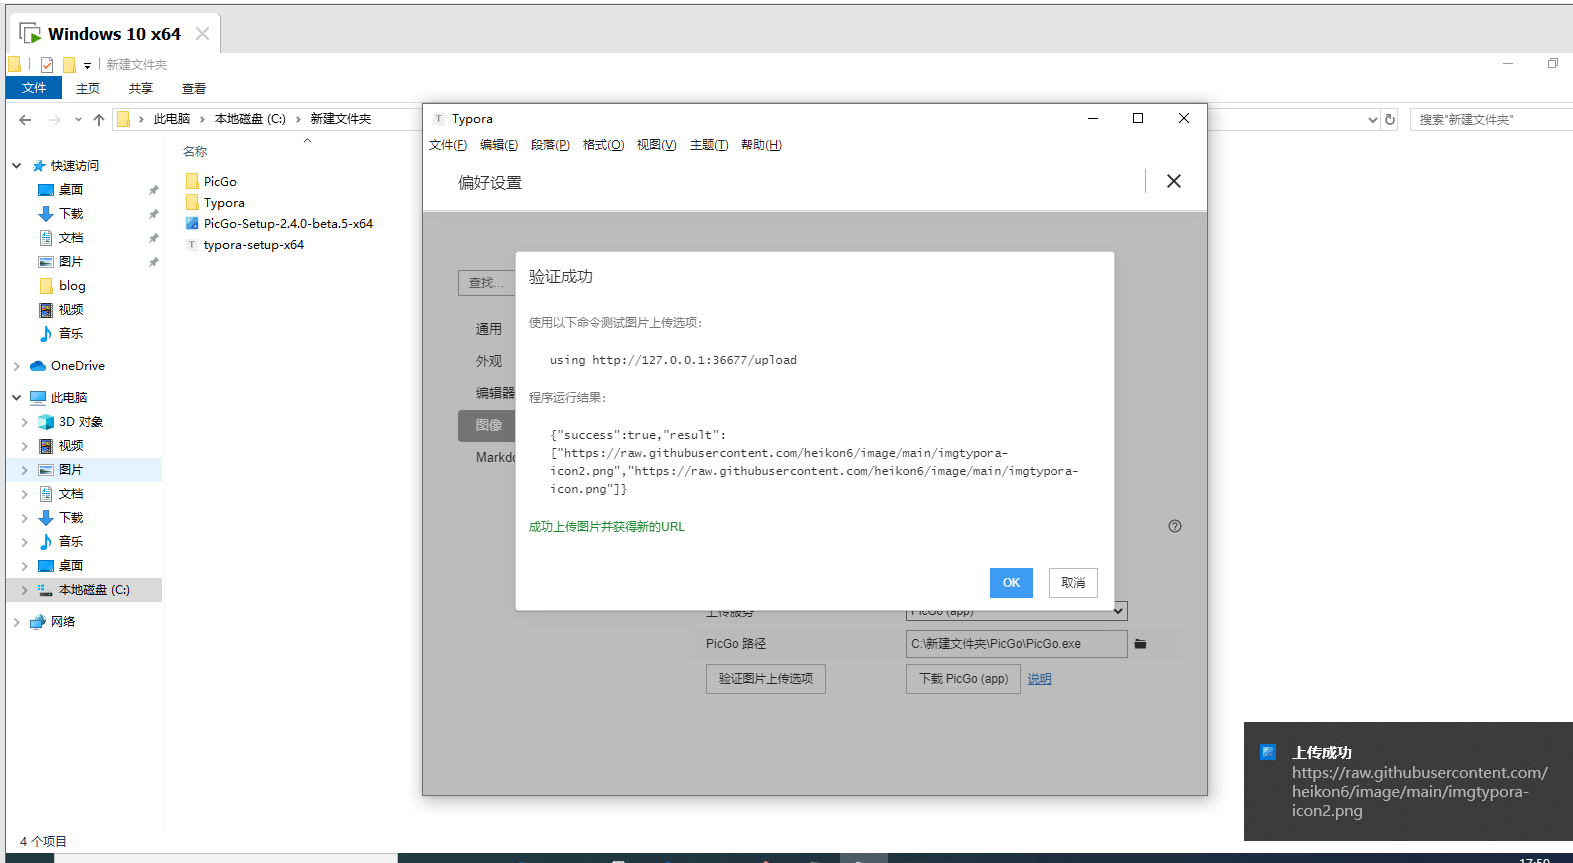 Windows 10 x64
新建文件夹
文件 主页 共享 查看
此电脑 本地磁盘 (C:) 新建文件夹
搜索"新建文件夹"
快速访问
桌面
下载
文档
图片
blog
视频
音乐
OneDrive
此电脑
3D 对象
视频
图片
文档
下载
音乐
桌面
本地磁盘 (C:)
网络
4 个项目
名称
PicGo
Typora
PicGo-Setup-2.4.0-beta.5-x64
typora-setup-x64
Typora
文件(F) 编辑(E) 段落(P) 格式(O) 视图(V) 主题(T) 帮助(H)
偏好设置
查找...
通用
外观
编辑器
图像
Markdo
验证成功
使用以下命令测试图片上传选项:
using http://127.0.0.1:36677/upload
程序运行结果:
{"success":true,"result":
["https://raw.githubusercontent.com/heikon6/image/main/imgtypora-
icon2.png","https://raw.githubusercontent.com/heikon6/image/main/imgtypora-
icon.png"]}
成功上传图片并获得新的URL
OK 取消
上传服务 PicGo (app)
PicGo 路径 C:\新建文件夹\PicGo\PicGo.exe
验证图片上传选项 下载 PicGo (app) 说明
上传成功
https://raw.githubusercontent.com/
heikon6/image/main/imgtypora-
icon2.png
17:50